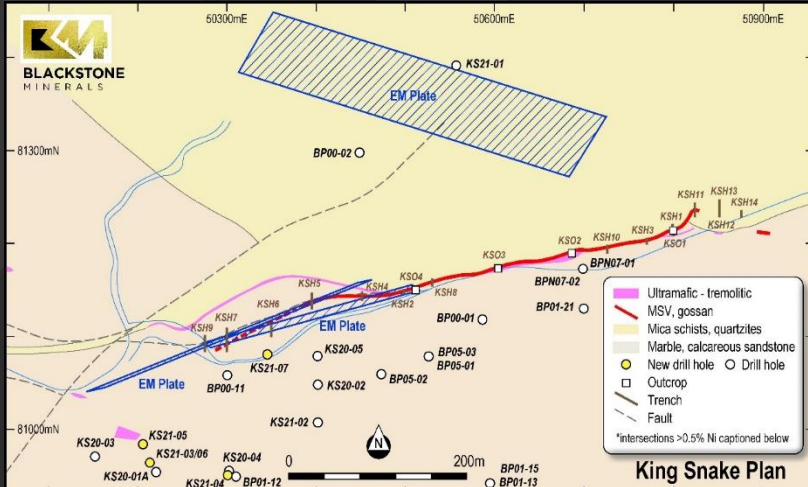 50300mE
50600mE
50900mE
BLACKSTONE
MINERALS
KS21-01
EM Plate
81300mN
BP00-02
KSH11
KSH13
KSH14
KSH1
KSH12
KSO1
KSH3
KSH10
KSO2
KSO3
BPN07-01
BPN07-02
KSO4
KSH5
KSH4
KSH2
KSH8
KSH6
KSH7
KSH9
EM Plate
BP00-01
BP01-21
EM Plate
KS21-07
KS20-05
BP05-03
BP05-01
BP00-11
KS20-02
BP05-02
KS21-02
81000mN
KS20-03
KS21-05
KS21-03/06
KS20-01A
KS20-04
KS21-04
BP01-12
BP01-15
BP01-13
N
0
200m
Ultramafic - tremolitic
MSV, gossan
Mica schists, quartzites
Marble, calcareous sandstone
New drill hole
Drill hole
Outcrop
Trench
Fault
*intersections >0.5% Ni captioned below
King Snake Plan